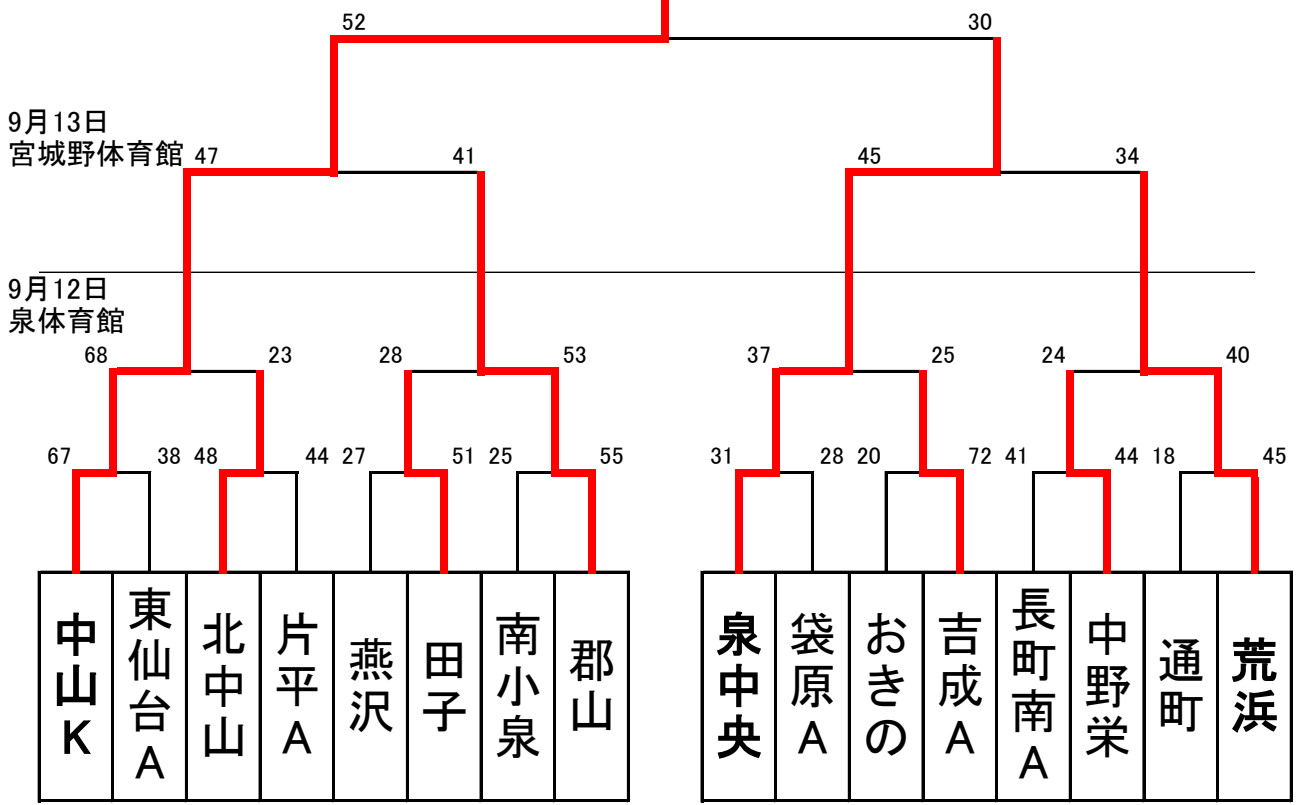 52 30
9月13日
宮城野体育館 47 41 45 34
9月12日
泉体育館
68 23 28 53 37 25 24 40
67 38 48 44 27 51 25 55 31 28 20 72 41 44 18 45
中山K
東仙台A
北中山
片平A
燕沢
田子
南小泉
郡山
泉中央
袋原A
おきの
吉成A
長町南A
中野栄
通町
荒浜